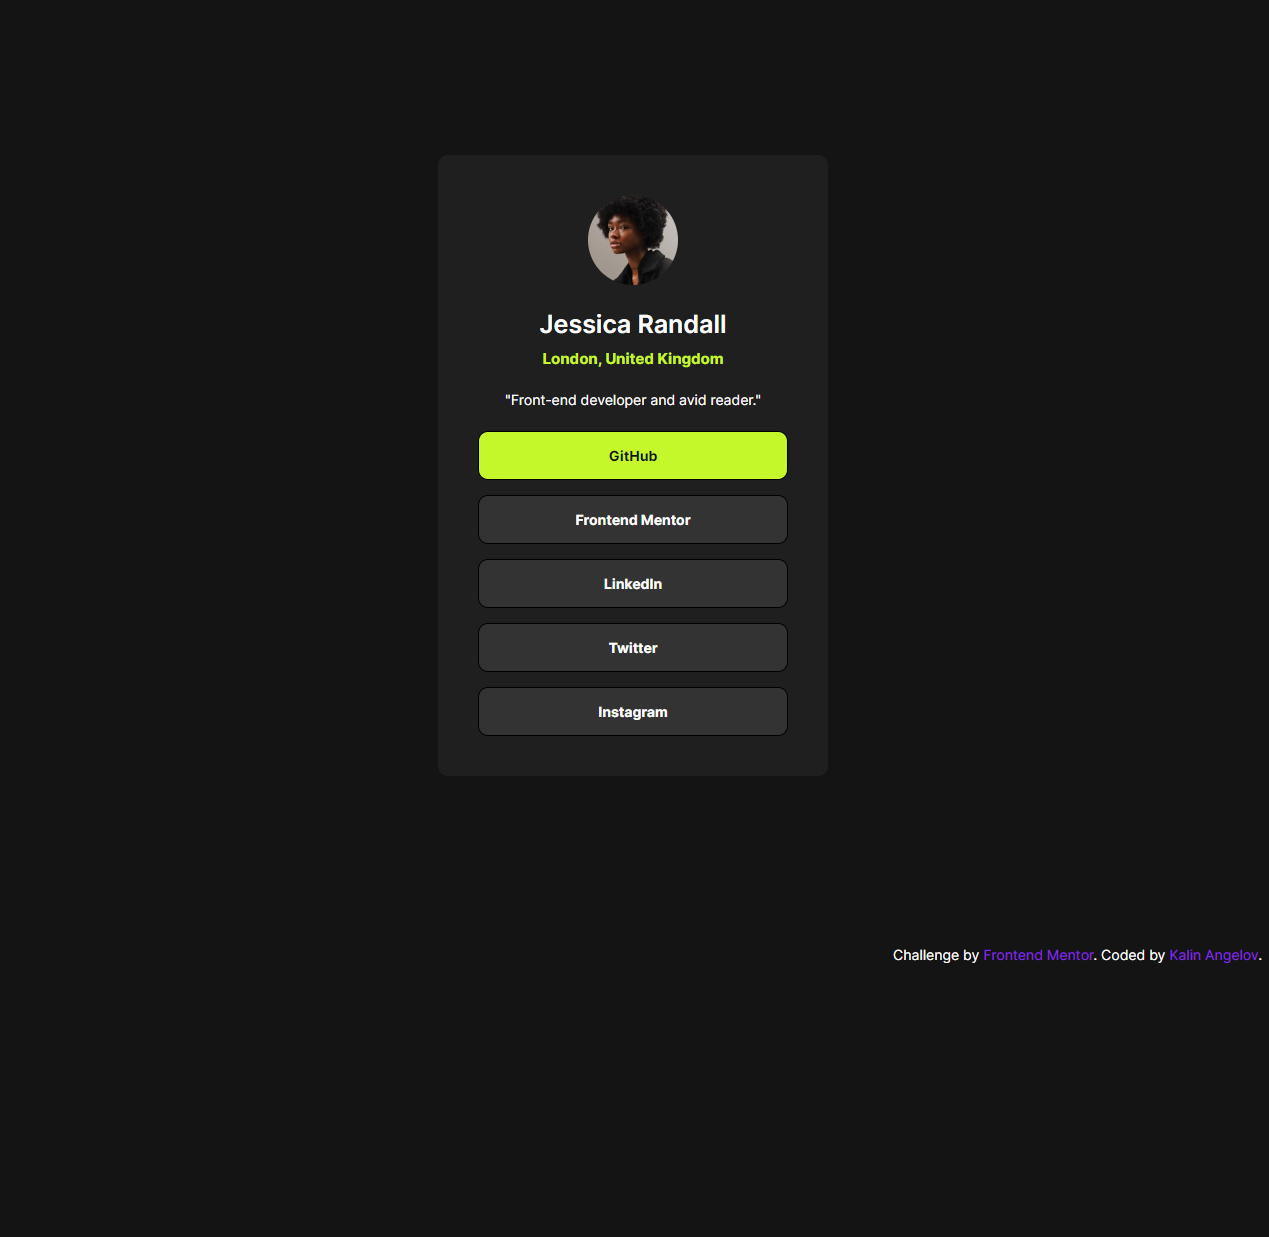 Jessica Randall
London, United Kingdom
"Front-end developer and avid reader."
GitHub
Frontend Mentor
LinkedIn
Twitter
Instagram
Challenge by Frontend Mentor. Coded by Kalin Angelov.